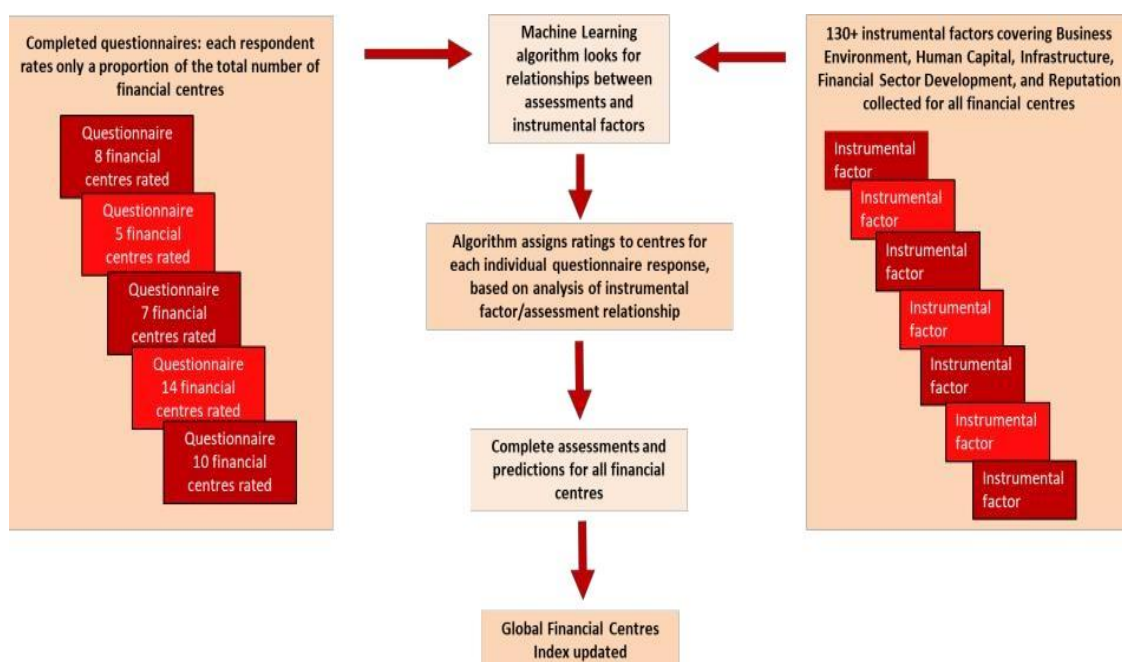 Completed questionnaires: each respondent
rates only a proportion of the total number of
financial centres
Questionnaire
8 financial
centres rated
Questionnaire
5 financial
centres rated
Questionnaire
7 financial
centres rated
Questionnaire
14 financial
centres rated
Questionnaire
10 financial
centres rated
Machine Learning
algorithm looks for
relationships between
assessments and
instrumental factors
Algorithm assigns ratings to centres for
each individual questionnaire response,
based on analysis of instrumental
factor/assessment relationship
Complete assessments and
predictions for all financial
centres
Global Financial Centres
Index updated
130+ instrumental factors covering Business
Environment, Human Capital, Infrastructure,
Financial Sector Development, and Reputation
collected for all financial centres
Instrumental
factor
Instrumental
factor
Instrumental
factor
Instrumental
factor
Instrumental
factor
Instrumental
factor
Instrumental
factor